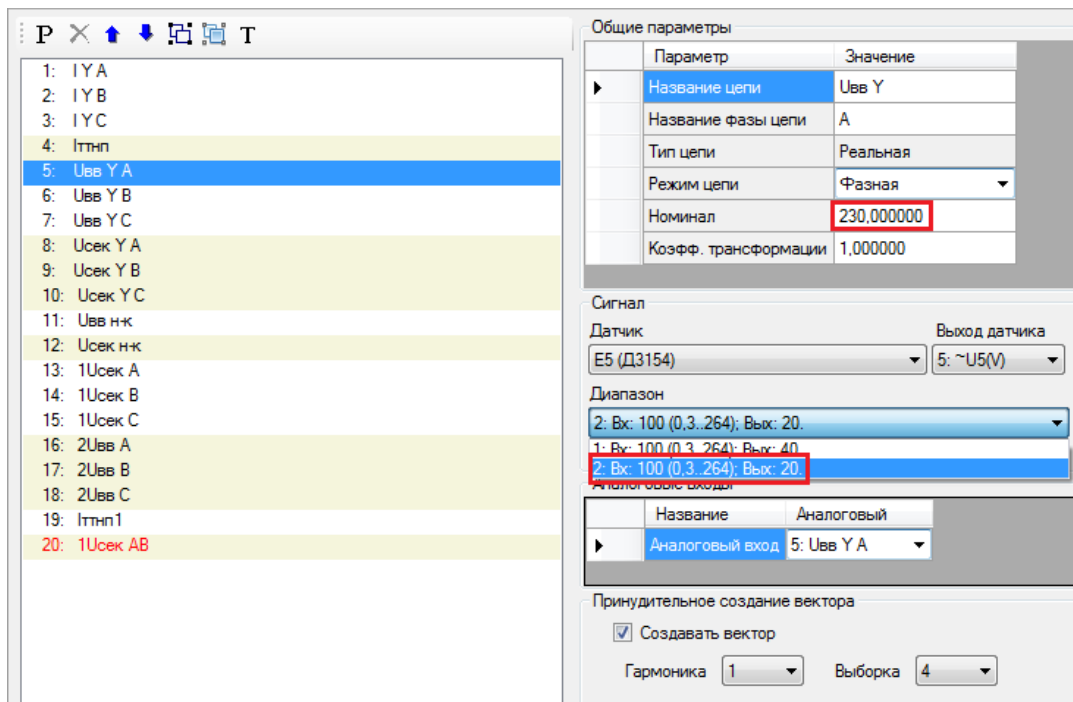 P T
1: I Y A
2: I Y B
3: I Y C
4: Iттнп
5: Uвв Y A
6: Uвв Y B
7: Uвв Y C
8: Uсек Y A
9: Uсек Y B
10: Uсек Y C
11: Uвв н-к
12: Uсек н-к
13: 1Uсек A
14: 1Uсек B
15: 1Uсек C
16: 2Uвв A
17: 2Uвв B
18: 2Uвв C
19: Iттнп1
20: 1Uсек AB
Общие параметры
Параметр Значение
Название цепи Uвв Y
Название фазы цепи A
Тип цепи Реальная
Режим цепи Фазная
Номинал 230,000000
Коэфф. трансформации 1,000000
Сигнал
Датчик Выход датчика
E5 (Д3154) 5: ~U5(V)
Диапазон
2: Вх: 100 (0,3..264); Вых: 20.
1: Вх: 100 (0,3..264); Вых: 40.
2: Вх: 100 (0,3..264); Вых: 20.
Аналоговые входы
Название Аналоговый
Аналоговый вход 5: Uвв Y A
Принудительное создание вектора
Создавать вектор
Гармоника 1 Выборка 4